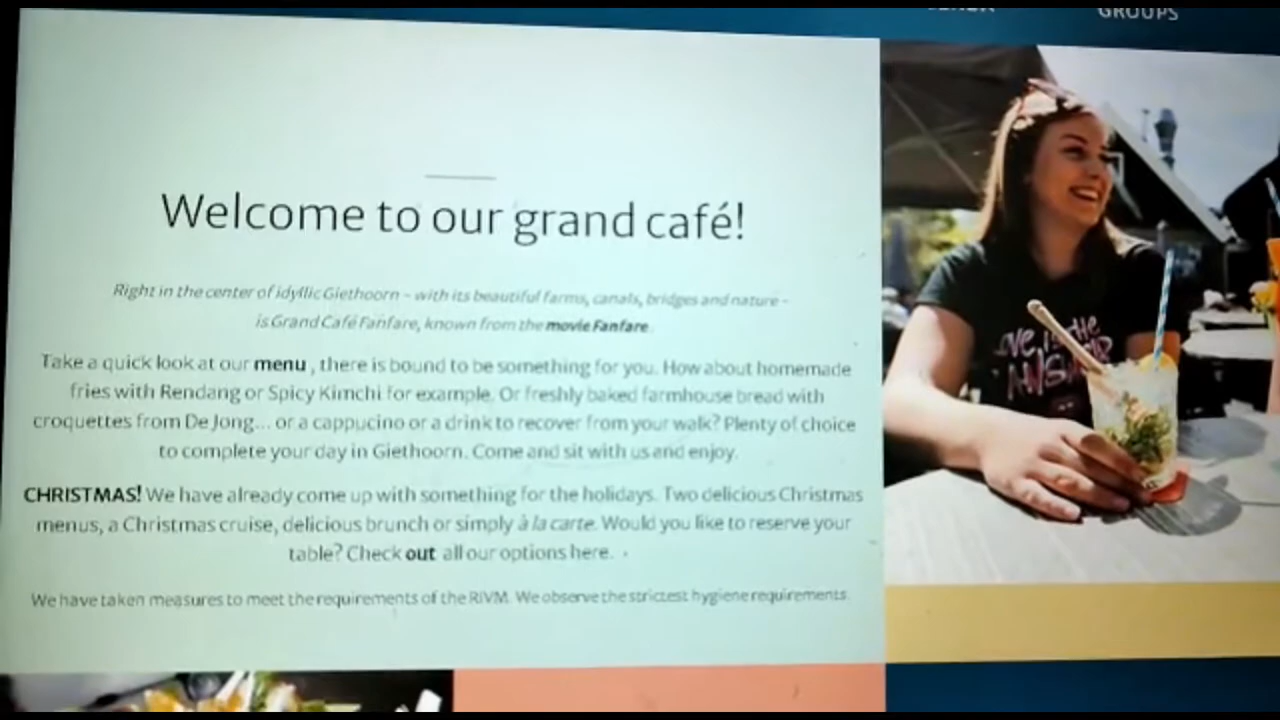 GROUPS
Welcome to our grand café!
Right in the center of idyllic Giethoorn - with its beautiful farms, canals, bridges and nature -
is Grand Café Fanfare, known from the movie Fanfare.
Take a quick look at our menu , there is bound to be something for you. How about homemade
fries with Rendang or Spicy Kimchi for example. Or freshly baked farmhouse bread with
croquettes from De Jong... or a cappucino or a drink to recover from your walk? Plenty of choice
to complete your day in Giethoorn. Come and sit with us and enjoy.
CHRISTMAS! We have already come up with something for the holidays. Two delicious Christmas
menus, a Christmas cruise, delicious brunch or simply à la carte. Would you like to reserve your
table? Check out all our options here.
We have taken measures to meet the requirements of the RIVM. We observe the strictest hygiene requirements.